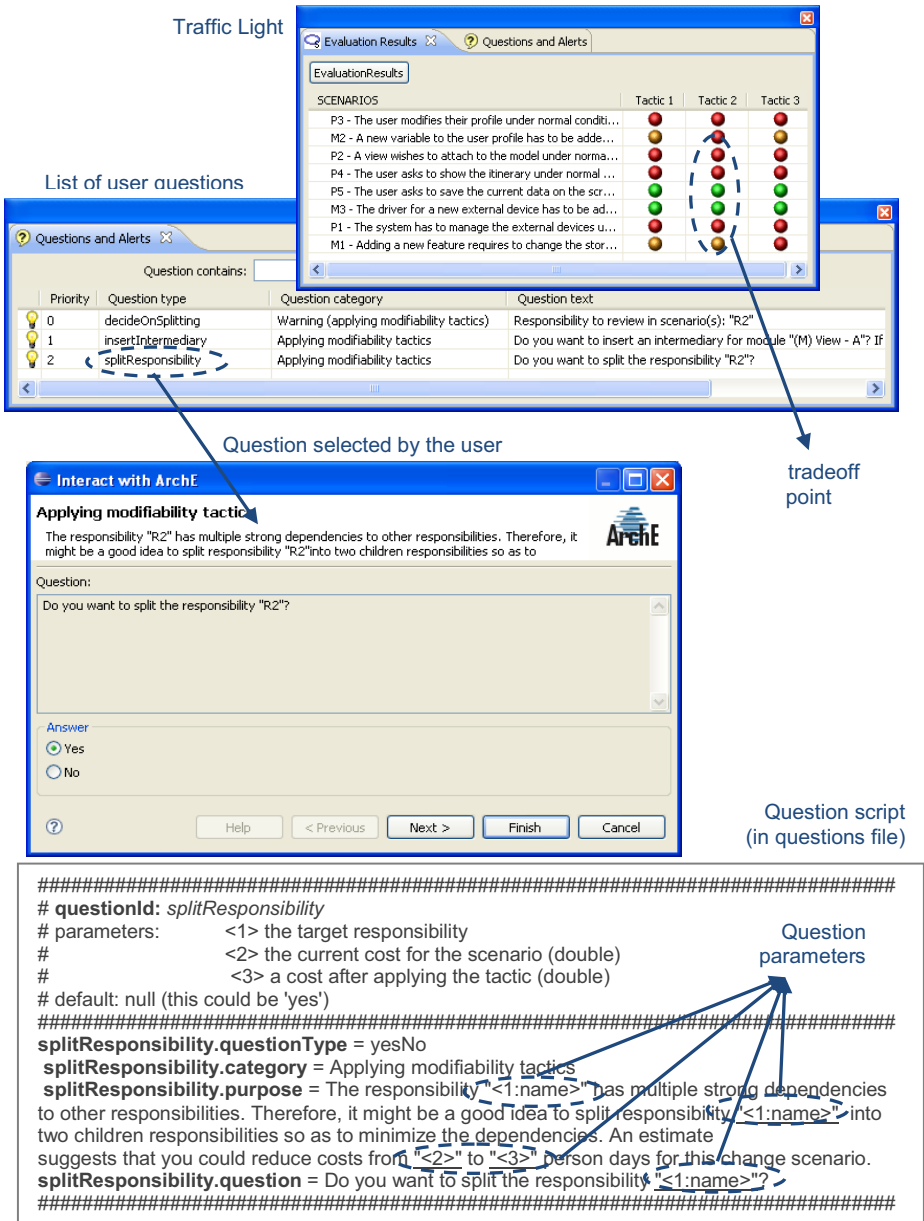 Traffic Light
Evaluation Results
Questions and Alerts
EvaluationResults
SCENARIOS Tactic 1 Tactic 2 Tactic 3
P3 - The user modifies their profile under normal conditi...
M2 - A new variable to the user profile has to be adde...
P2 - A view wishes to attach to the model under norma...
P4 - The user asks to show the itinerary under normal ...
P5 - The user asks to save the current data on the scr...
M3 - The driver for a new external device has to be ad...
P1 - The system has to manage the external devices u...
M1 - Adding a new feature requires to change the stor...
List of user questions
Questions and Alerts
Question contains:
Priority Question type Question category Question text
0 decideOnSplitting Warning (applying modifiability tactics) Responsibility to review in scenario(s): "R2"
1 insertIntermediary Applying modifiability tactics Do you want to insert an intermediary for module "(M) View - A"? If
2 splitResponsibility Applying modifiability tactics Do you want to split the responsibility "R2"?
Question selected by the user
tradeoff
point
Interact with ArchE
Applying modifiability tactic
The responsibility "R2" has multiple strong dependencies to other responsibilities. Therefore, it
might be a good idea to split responsibility "R2"into two children responsibilities so as to
ArchE
Question:
Do you want to split the responsibility "R2"?
Answer
Yes
No
Help < Previous Next > Finish Cancel
Question script
(in questions file)
##############################################################################
# questionId: splitResponsibility
# parameters: <1> the target responsibility
# <2> the current cost for the scenario (double)
# <3> a cost after applying the tactic (double)
# default: null (this could be 'yes')
Question
parameters
##############################################################################
splitResponsibility.questionType = yesNo
splitResponsibility.category = Applying modifiability tactics
splitResponsibility.purpose = The responsibility "<1:name>" has multiple strong dependencies
to other responsibilities. Therefore, it might be a good idea to split responsibility "<1:name>" into
two children responsibilities so as to minimize the dependencies. An estimate
suggests that you could reduce costs from "<2>" to "<3>" person days for this change scenario.
splitResponsibility.question = Do you want to split the responsibility "<1:name>"?
##############################################################################